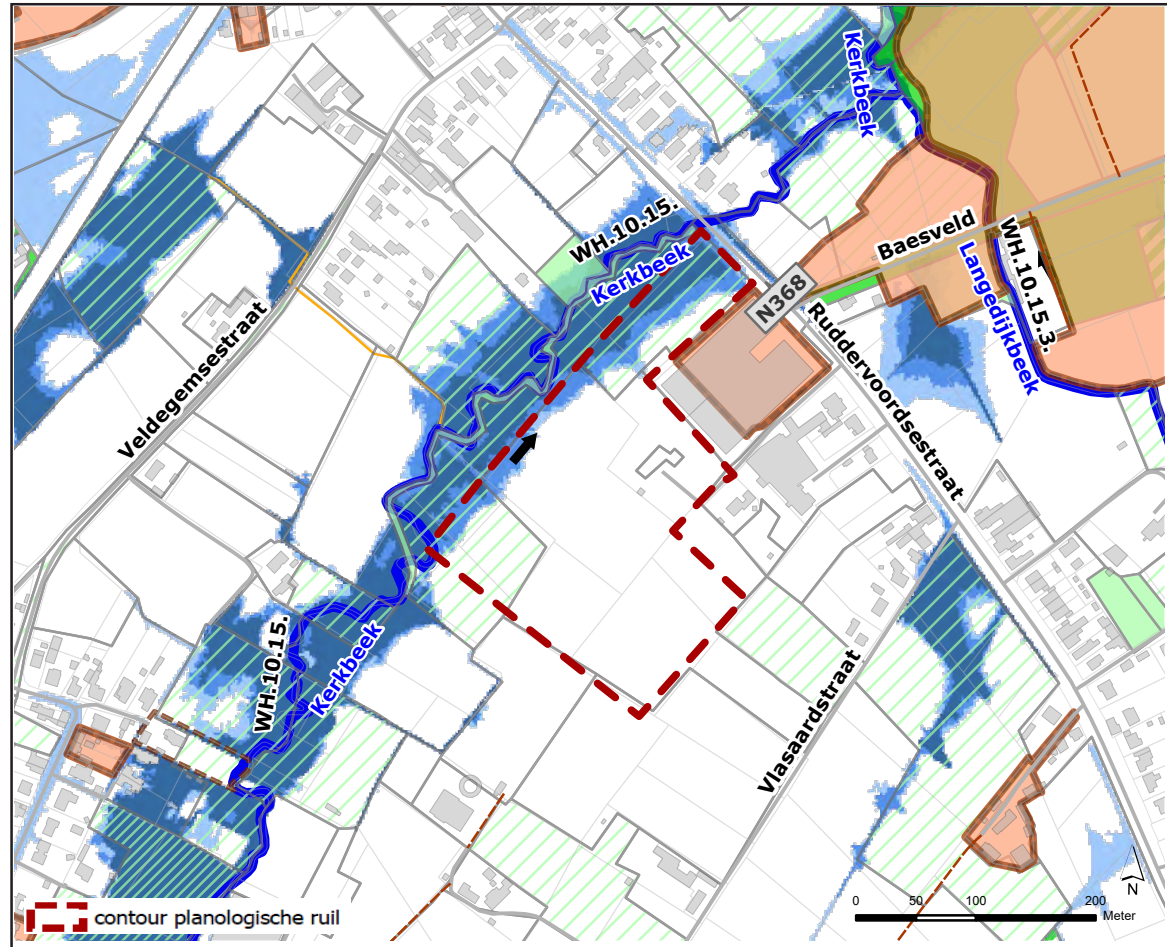 Kerkbeek
WH.10.15.
Kerkbeek
Baesveld
WH.10.15.3.
Langedijkbeek
N368
Ruddervoordsestraat
Veldegemsestraat
WH.10.15.
Kerkbeek
Vlasaardstraat
contour planologische ruil
N
0 50 100 200
Meter